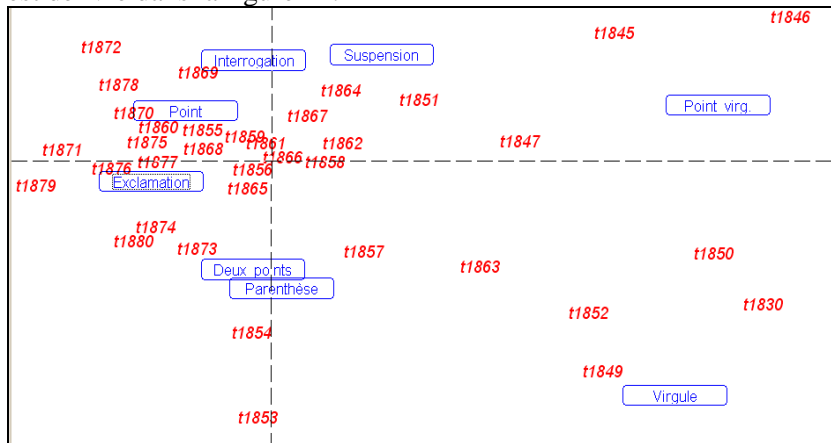 t1846
t1845
t1872
Interrogation
Suspension
t1869
t1878
t1864
t1851
Point virg.
t1870
Point
t1867
t1860
t1855
t1859
t1875
t1868
t1861
t1862
t1847
t1871
t1866
t1876
t1877
t1856
t1858
t1879
Exclamation
t1865
t1874
t1880
t1873
t1857
t1850
Deux points
t1863
Parenthèse
t1830
t1852
t1854
t1849
Virgule
t1853